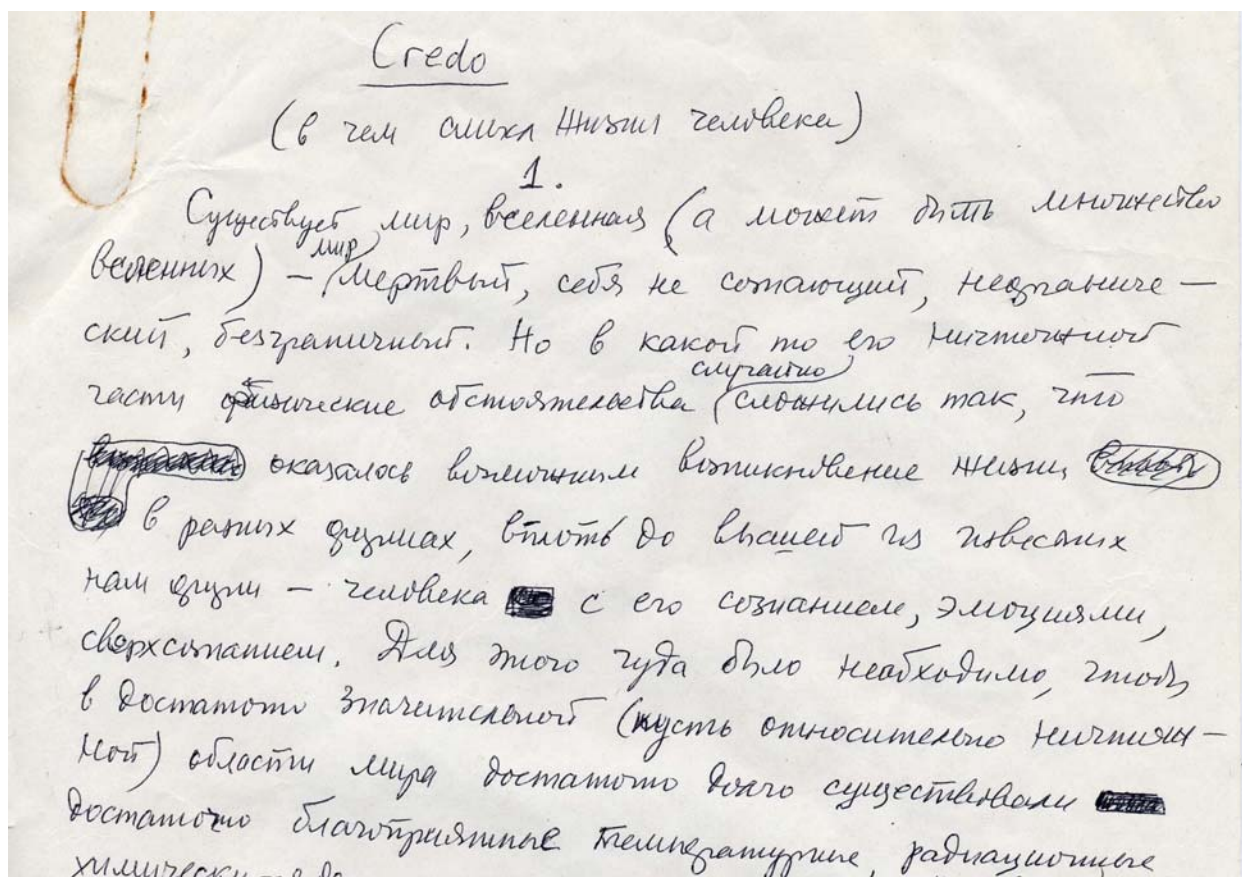 Credo
(в чем смысл жизни человека)
1.
Существует мир, вселенная (а может быть множество
вселенных) — мир мертвый, себя не сознающий, неорганиче-
ский, безграничный. Но в какой то его ничтожной
части физические обстоятельства случайно сложились так, что
оказалось возможным возникновение жизни
в разных формах, вплоть до высшей из известных
нам форм — человека с его сознанием, эмоциями,
сверхсознанием. Для этого чуда было необходимо, чтобы
в достаточно значительной (пусть относительно ничтож-
ной) области мира достаточно долго существовали
достаточно благоприятные температурные, радиационные